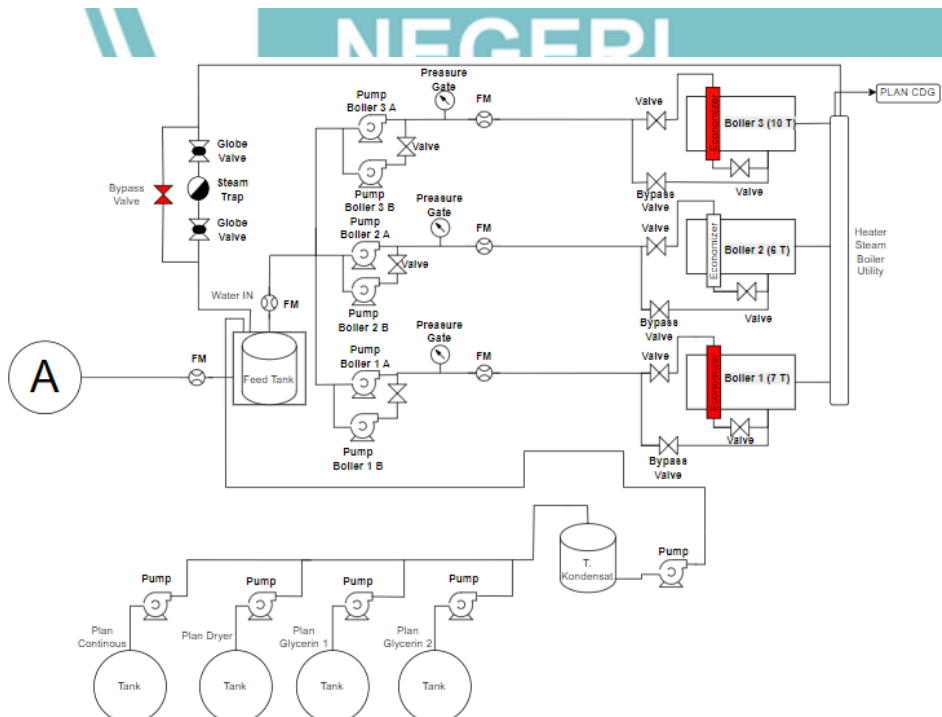 NEGERI
Preasure
Gate
FM
Pump
Boiler 3 A
Valve
Pump
Boiler 3 B
Valve
Economizer
Boiler 3 (10 T)
Valve
Bypass
Valve
PLAN CDG
Globe
Valve
Steam
Trap
Globe
Valve
Bypass
Valve
Pump
Boiler 2 A
Preasure
Gate
FM
Valve
Pump
Boiler 2 B
Valve
Economizer
Boiler 2 (6 T)
Valve
Bypass
Valve
Heater
Steam
Boiler
Utility
Water IN
FM
Feed Tank
A
FM
Pump
Boiler 1 A
Preasure
Gate
FM
Pump
Boiler 1 B
Valve
Economizer
Boiler 1 (7 T)
Valve
Bypass
Valve
T.
Kondensat
Pump
Pump
Pump
Pump
Pump
Plan
Continous
Plan Dryer
Plan
Glycerin 1
Plan
Glycerin 2
Tank
Tank
Tank
Tank